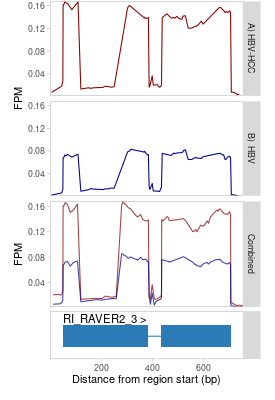 0.16
0.12
0.08
0.04
FPM
A) HBV-HCC
0.16
0.12
0.08
0.04
B) HBV
0.16
0.12
0.08
0.04
FPM
Combined
RI_RAVER2_3 >
200 400 600
Distance from region start (bp)